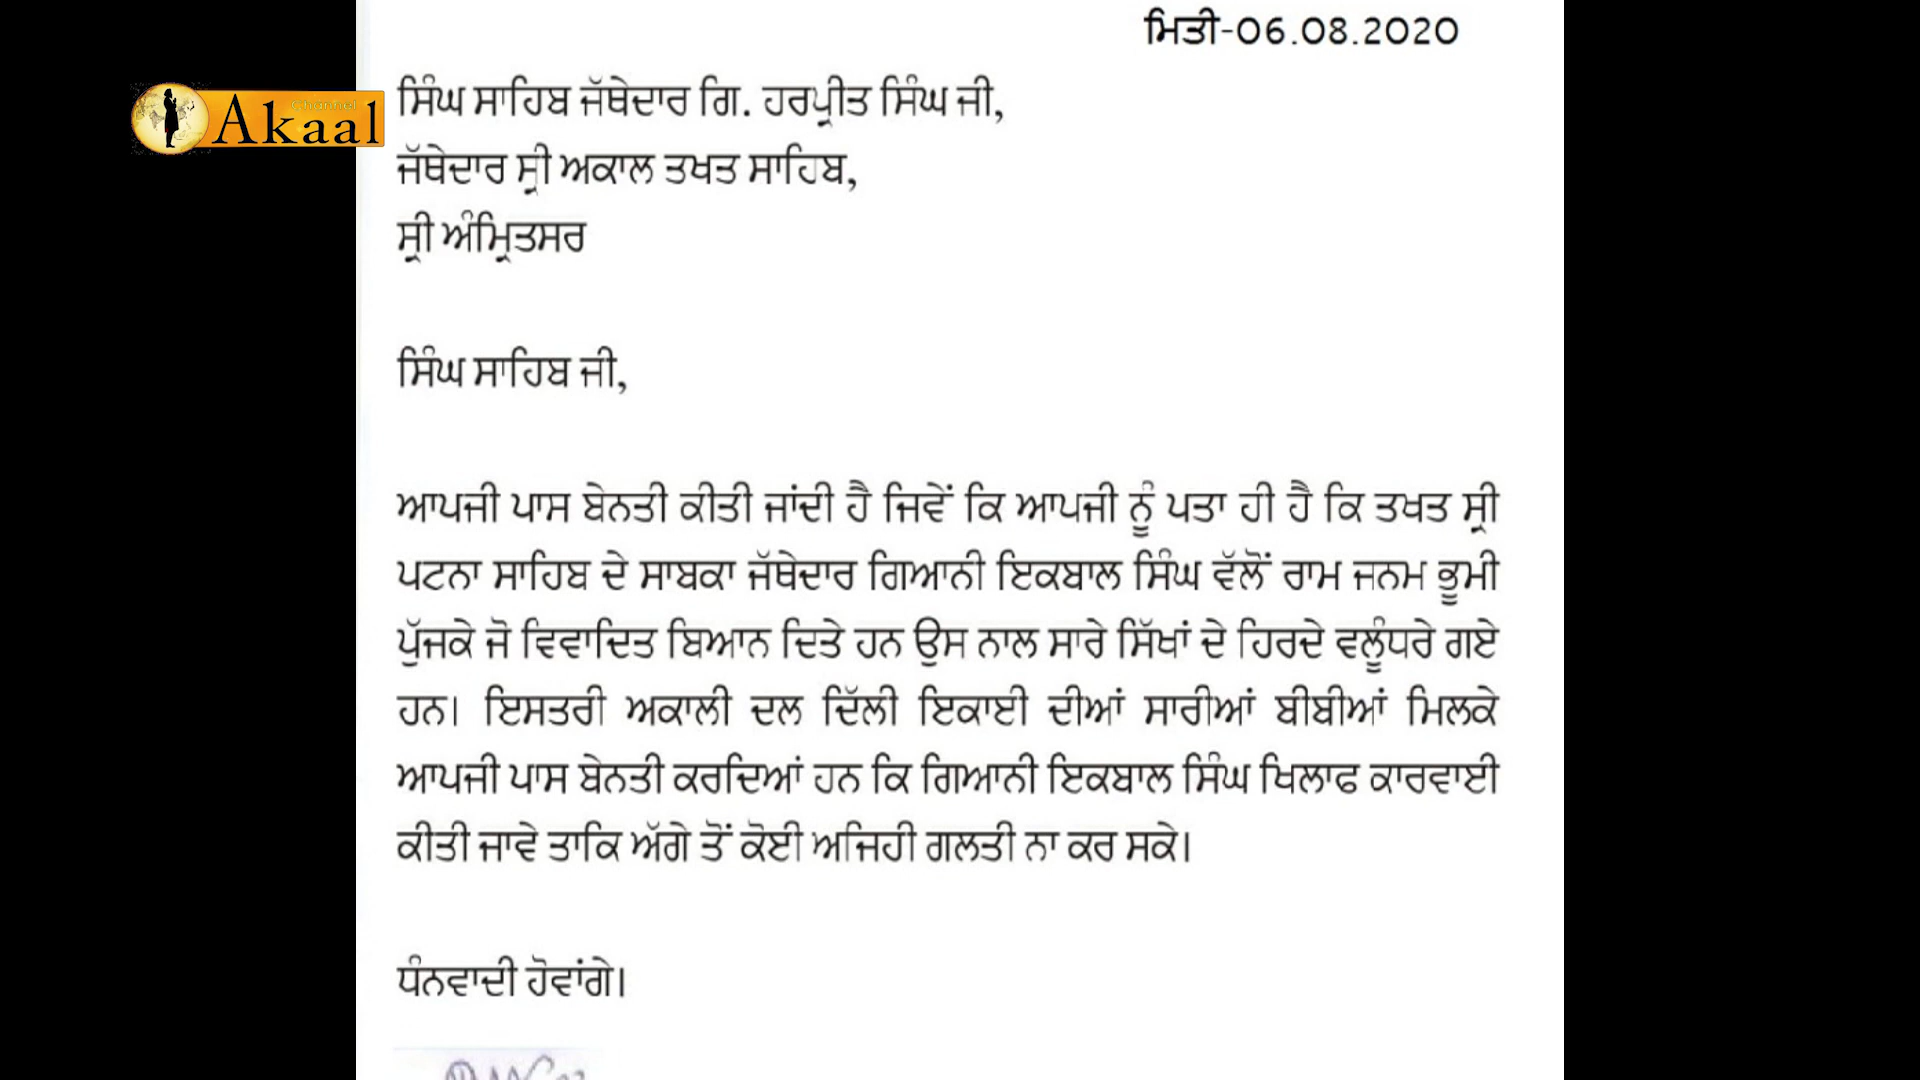 ਮਿਤੀ-06.08.2020
Channel
Akaal
ਸਿੰਘ ਸਾਹਿਬ ਜੱਥੇਦਾਰ ਗਿ. ਹਰਪ੍ਰੀਤ ਸਿੰਘ ਜੀ,
ਜੱਥੇਦਾਰ ਸ੍ਰੀ ਅਕਾਲ ਤਖਤ ਸਾਹਿਬ,
ਸ੍ਰੀ ਅੰਮ੍ਰਿਤਸਰ
ਸਿੰਘ ਸਾਹਿਬ ਜੀ,
ਆਪਜੀ ਪਾਸ ਬੇਨਤੀ ਕੀਤੀ ਜਾਂਦੀ ਹੈ ਜਿਵੇਂ ਕਿ ਆਪਜੀ ਨੂੰ ਪਤਾ ਹੀ ਹੈ ਕਿ ਤਖਤ ਸ੍ਰੀ
ਪਟਨਾ ਸਾਹਿਬ ਦੇ ਸਾਬਕਾ ਜੱਥੇਦਾਰ ਗਿਆਨੀ ਇਕਬਾਲ ਸਿੰਘ ਵੱਲੋਂ ਰਾਮ ਜਨਮ ਭੂਮੀ
ਪੁੱਜਕੇ ਜੋ ਵਿਵਾਦਿਤ ਬਿਆਨ ਦਿਤੇ ਹਨ ਉਸ ਨਾਲ ਸਾਰੇ ਸਿੱਖਾਂ ਦੇ ਹਿਰਦੇ ਵਲੂੰਧਰੇ ਗਏ
ਹਨ। ਇਸਤਰੀ ਅਕਾਲੀ ਦਲ ਦਿੱਲੀ ਇਕਾਈ ਦੀਆਂ ਸਾਰੀਆਂ ਬੀਬੀਆਂ ਮਿਲਕੇ
ਆਪਜੀ ਪਾਸ ਬੇਨਤੀ ਕਰਦਿਆਂ ਹਨ ਕਿ ਗਿਆਨੀ ਇਕਬਾਲ ਸਿੰਘ ਖਿਲਾਫ ਕਾਰਵਾਈ
ਕੀਤੀ ਜਾਵੇ ਤਾਕਿ ਅੱਗੇ ਤੋਂ ਕੋਈ ਅਜਿਹੀ ਗਲਤੀ ਨਾ ਕਰ ਸਕੇ।
ਧੰਨਵਾਦੀ ਹੋਵਾਂਗੇ।